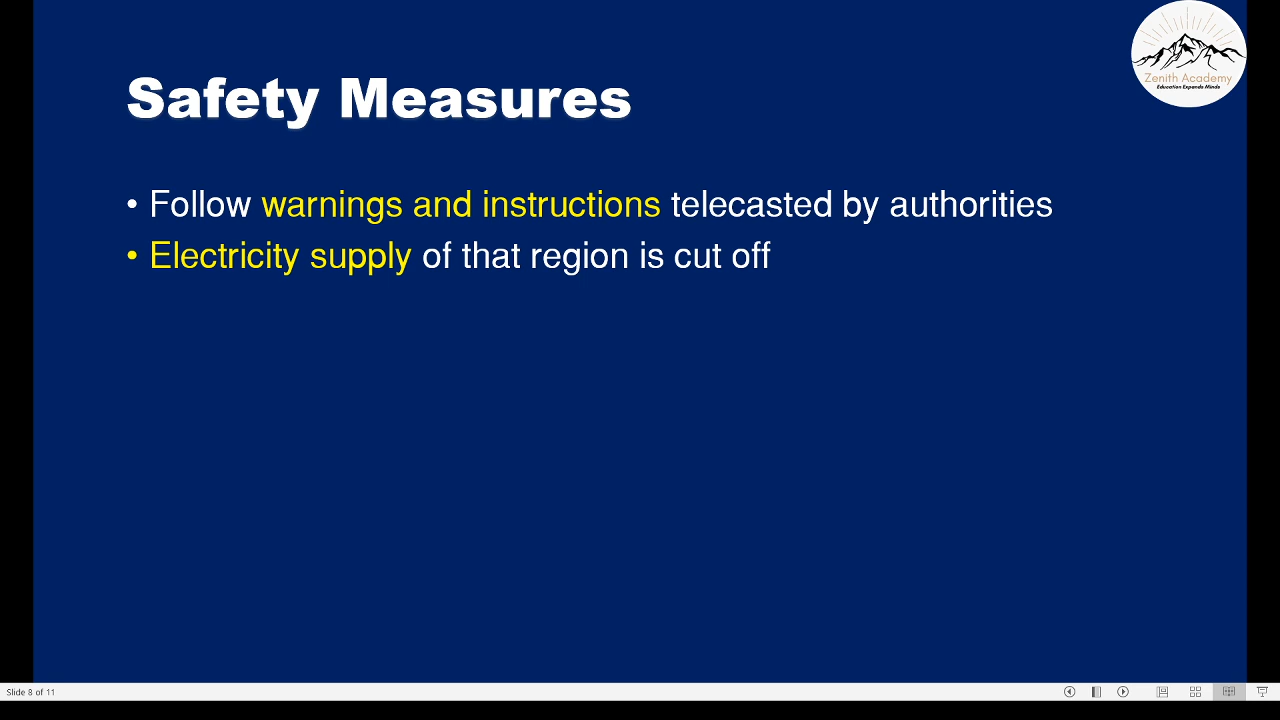 Zenith Academy
Education Expends Minds
Safety Measures
• Follow warnings and instructions telecasted by authorities
• Electricity supply of that region is cut off
Slide 8 of 11